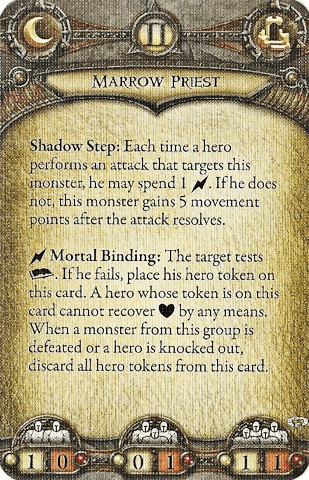 II
MARROW PRIEST
Shadow Step: Each time a hero
performs an attack that targets this
monster, he may spend 1 . If he does
not, this monster gains 5 movement
points after the attack resolves.
Mortal Binding: The target tests
. If he fails, place his hero token on
this card. A hero whose token is on this
card cannot recover by any means.
When a monster from this group is
defeated or a hero is knocked out,
discard all hero tokens from this card.
1 0 0 1 1 1